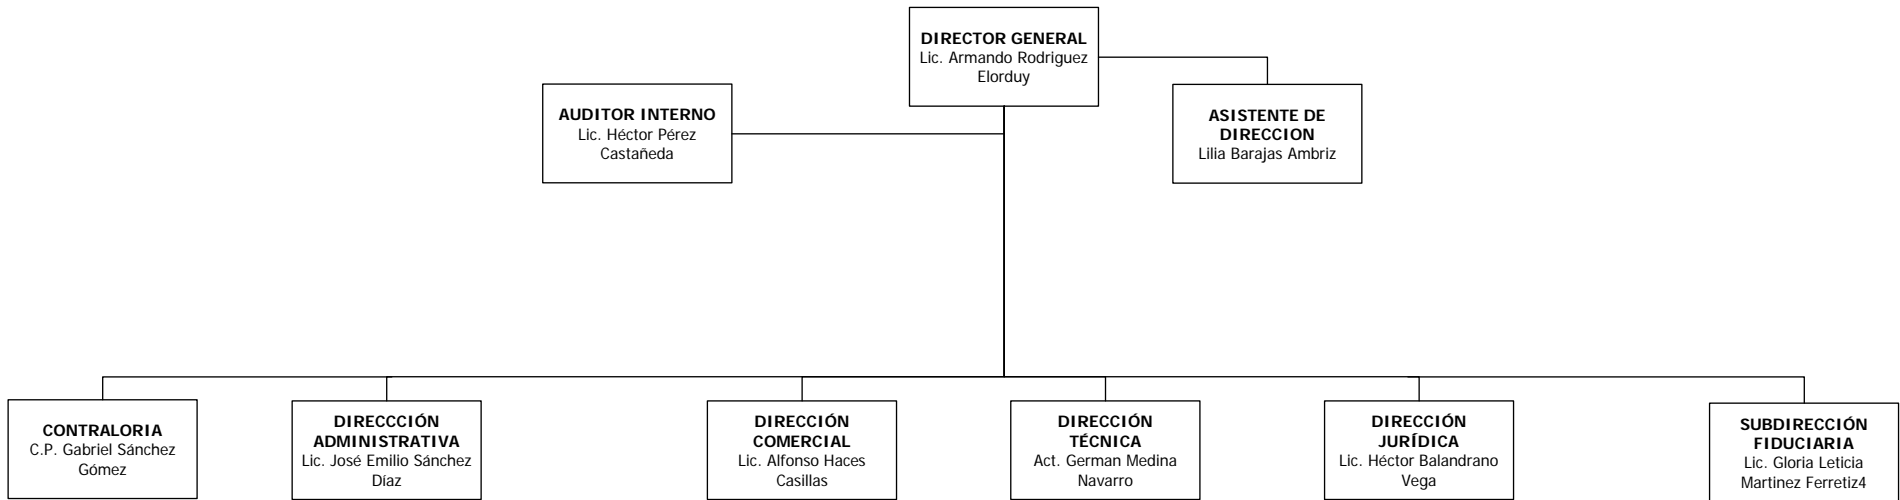 DIRECTOR GENERAL
Lic. Armando Rodriguez
Elorduy
AUDITOR INTERNO
Lic. Héctor Pérez
Castañeda
ASISTENTE DE
DIRECCION
Lilia Barajas Ambriz
CONTRALORIA
C.P. Gabriel Sánchez
Gómez
DIRECCCIÓN
ADMINISTRATIVA
Lic. José Emilio Sánchez
Díaz
DIRECCIÓN
COMERCIAL
Lic. Alfonso Haces
Casillas
DIRECCIÓN
TÉCNICA
Act. German Medina
Navarro
DIRECCIÓN
JURÍDICA
Lic. Héctor Balandrano
Vega
SUBDIRECCIÓN
FIDUCIARIA
Lic. Gloria Leticia
Martinez Ferretiz4